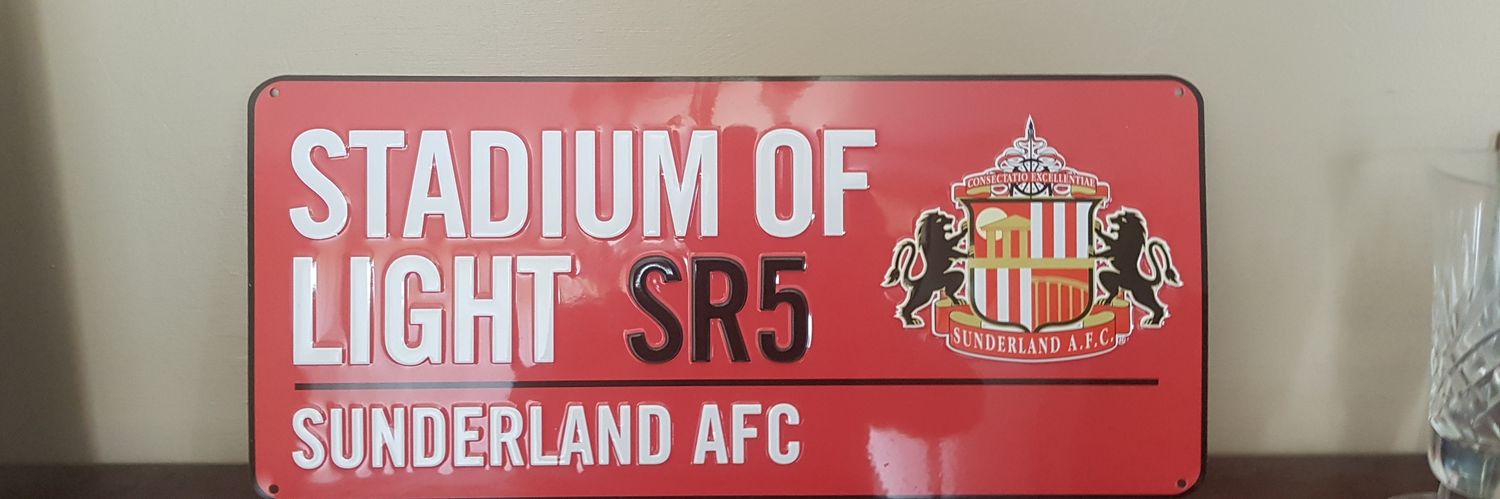 STADIUM OF
LIGHT SR5
CONSECTATIO EXCELLENTIAE
SUNDERLAND A.F.C.
SUNDERLAND AFC